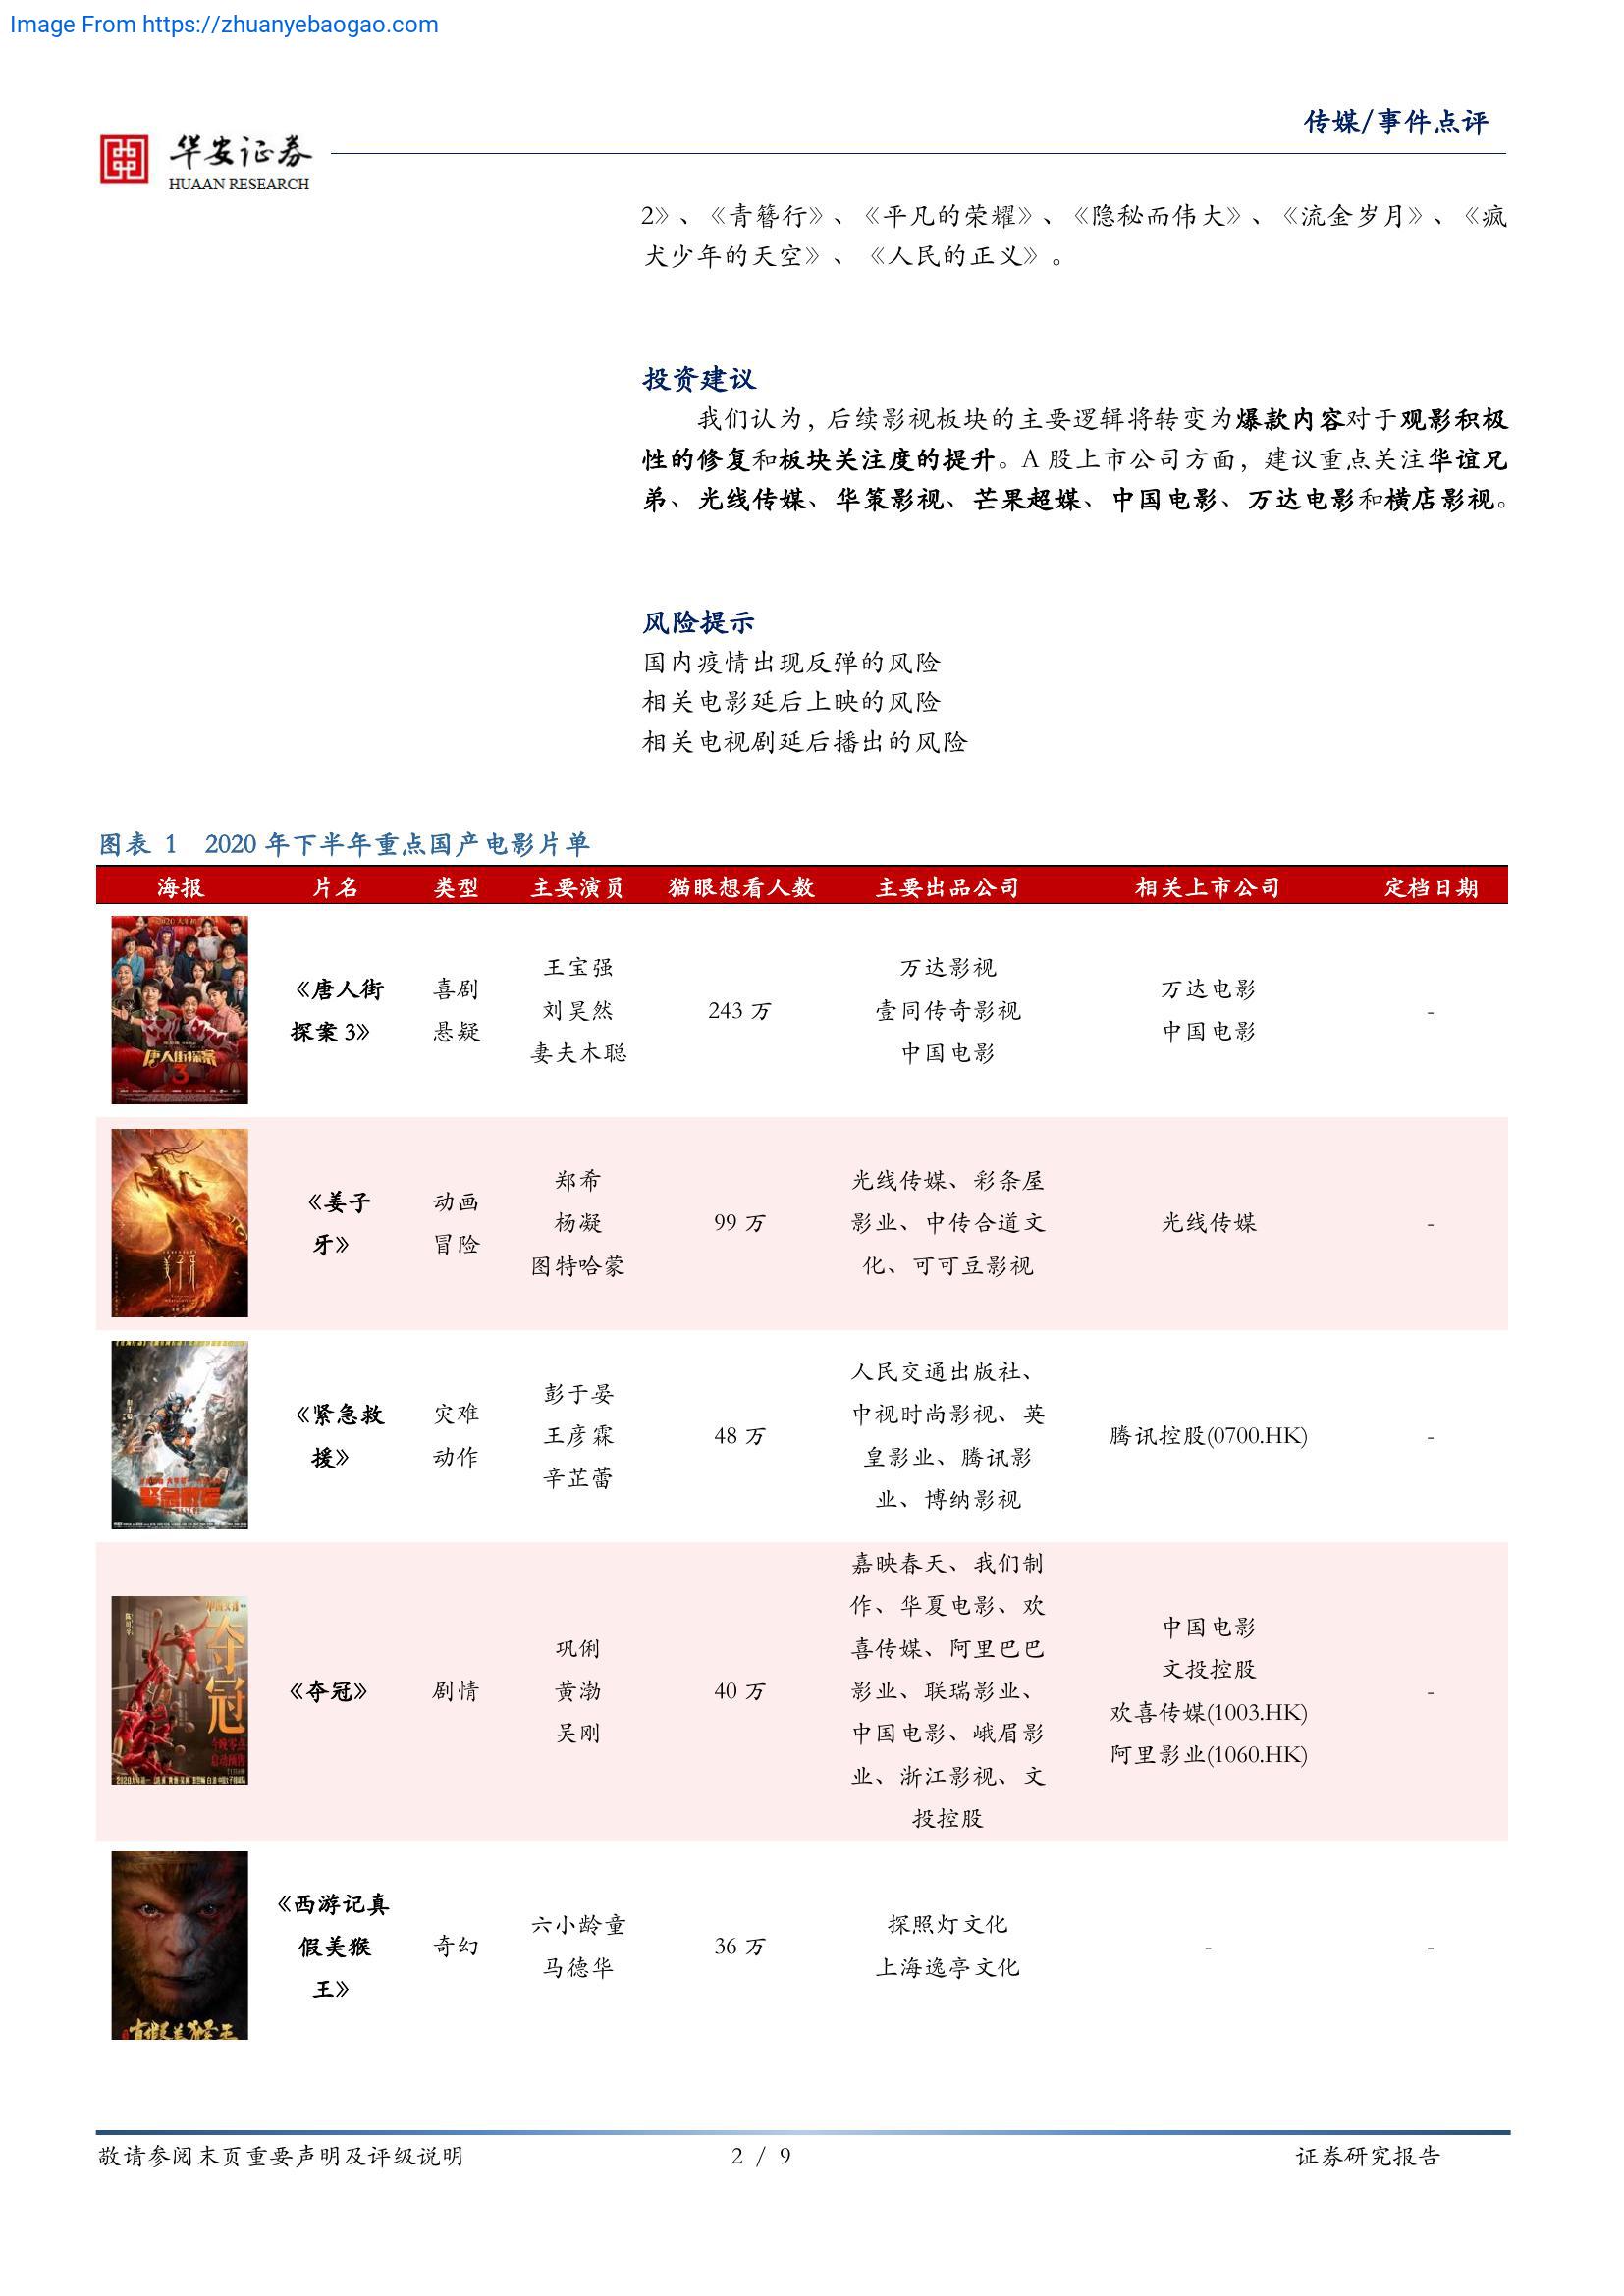 Image From https://zhuanyebaogao.com
传媒/事件点评
华安证券
HUAAN RESEARCH
2》、《青簪行》、《平凡的荣耀》、《隐秘而伟大》、《流金岁月》、《疯
犬少年的天空》、《人民的正义》。
投资建议
我们认为，后续影视板块的主要逻辑将转变为爆款内容对于观影积极
性的修复和板块关注度的提升。A 股上市公司方面，建议重点关注华谊兄
弟、光线传媒、华策影视、芒果超媒、中国电影、万达电影和横店影视。
风险提示
国内疫情出现反弹的风险
相关电影延后上映的风险
相关电视剧延后播出的风险
图表 1 2020 年下半年重点国产电影片单
海报 片名 类型 主要演员 猫眼想看人数 主要出品公司 相关上市公司 定档日期
唐人街探案
3
《唐人街
探案 3》
喜剧
悬疑
王宝强
刘昊然
妻夫木聪
243 万
万达影视
壹同传奇影视
中国电影
万达电影
中国电影
-
姜子牙
《姜子
牙》
动画
冒险
郑希
杨凝
图特哈蒙
99 万
光线传媒、彩条屋
影业、中传合道文
化、可可豆影视
光线传媒
-
紧急救援
《紧急救
援》
灾难
动作
彭于晏
王彦霖
辛芷蕾
48 万
人民交通出版社、
中视时尚影视、英
皇影业、腾讯影
业、博纳影视
腾讯控股(0700.HK)
-
夺冠
《夺冠》
剧情
巩俐
黄渤
吴刚
40 万
嘉映春天、我们制
作、华夏电影、欢
喜传媒、阿里巴巴
影业、联瑞影业、
中国电影、峨眉影
业、浙江影视、文
投控股
中国电影
文投控股
欢喜传媒(1003.HK)
阿里影业(1060.HK)
-
《西游记真
假美猴
王》
奇幻
六小龄童
马德华
36 万
探照灯文化
上海逸亭文化
-
-
敬请参阅末页重要声明及评级说明 2 / 9 证券研究报告